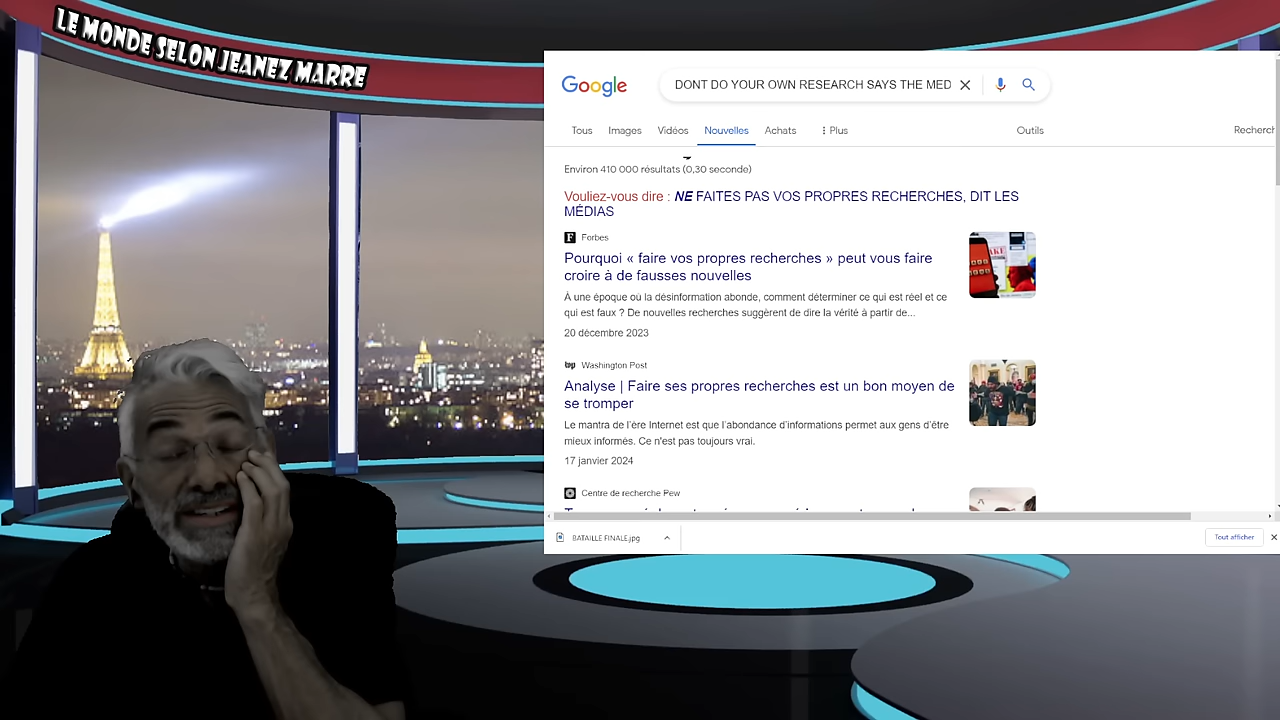 LE MONDE SELON JEANEZ MARRE
Google
DONT DO YOUR OWN RESEARCH SAYS THE MED
Tous Images Vidéos Nouvelles Achats Plus Outils Recherch
Environ 410 000 résultats (0,30 seconde)
Vouliez-vous dire : NE FAITES PAS VOS PROPRES RECHERCHES, DIT LES
MÉDIAS
Forbes
Pourquoi « faire vos propres recherches » peut vous faire
croire à de fausses nouvelles
À une époque où la désinformation abonde, comment déterminer ce qui est réel et ce
qui est faux ? De nouvelles recherches suggèrent de dire la vérité à partir de...
20 décembre 2023
wp Washington Post
Analyse | Faire ses propres recherches est un bon moyen de
se tromper
Le mantra de l'ère Internet est que l'abondance d'informations permet aux gens d'être
mieux informés. Ce n'est pas toujours vrai.
17 janvier 2024
Centre de recherche Pew
BATAILLE FINALE.jpg
Tout afficher